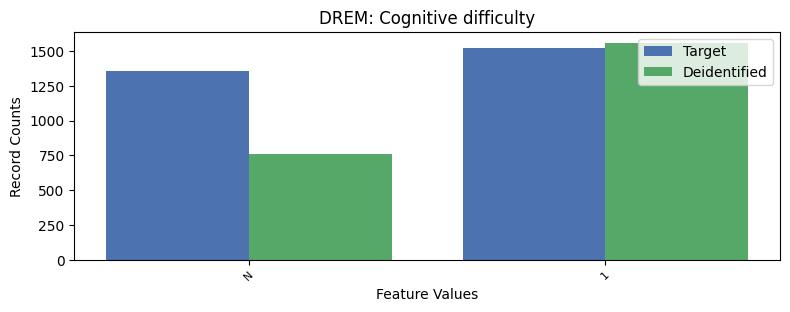 DREM: Cognitive difficulty
Target
Deidentified
Record Counts
1500
1250
1000
750
500
250
0
N
1
Feature Values